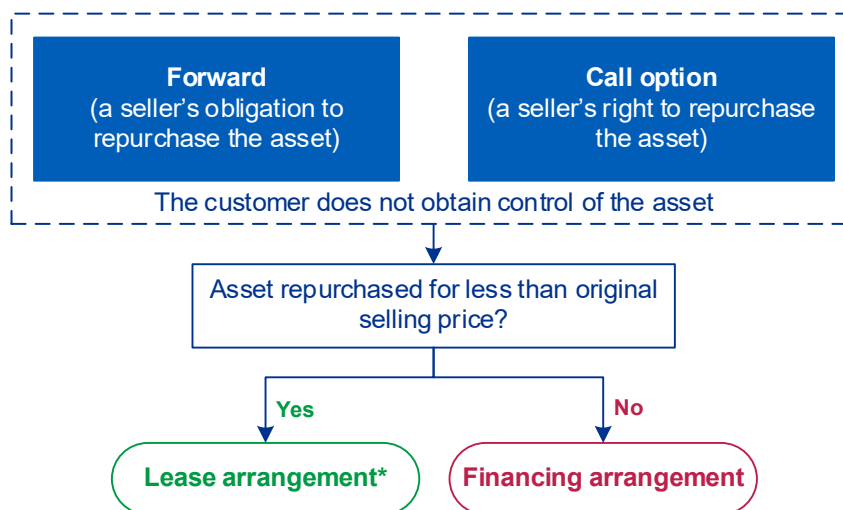 Forward
(a seller’s obligation to
repurchase the asset)
Call option
(a seller’s right to repurchase
the asset)
The customer does not obtain control of the asset
Asset repurchased for less than original
selling price?
Yes
No
Lease arrangement*
Financing arrangement